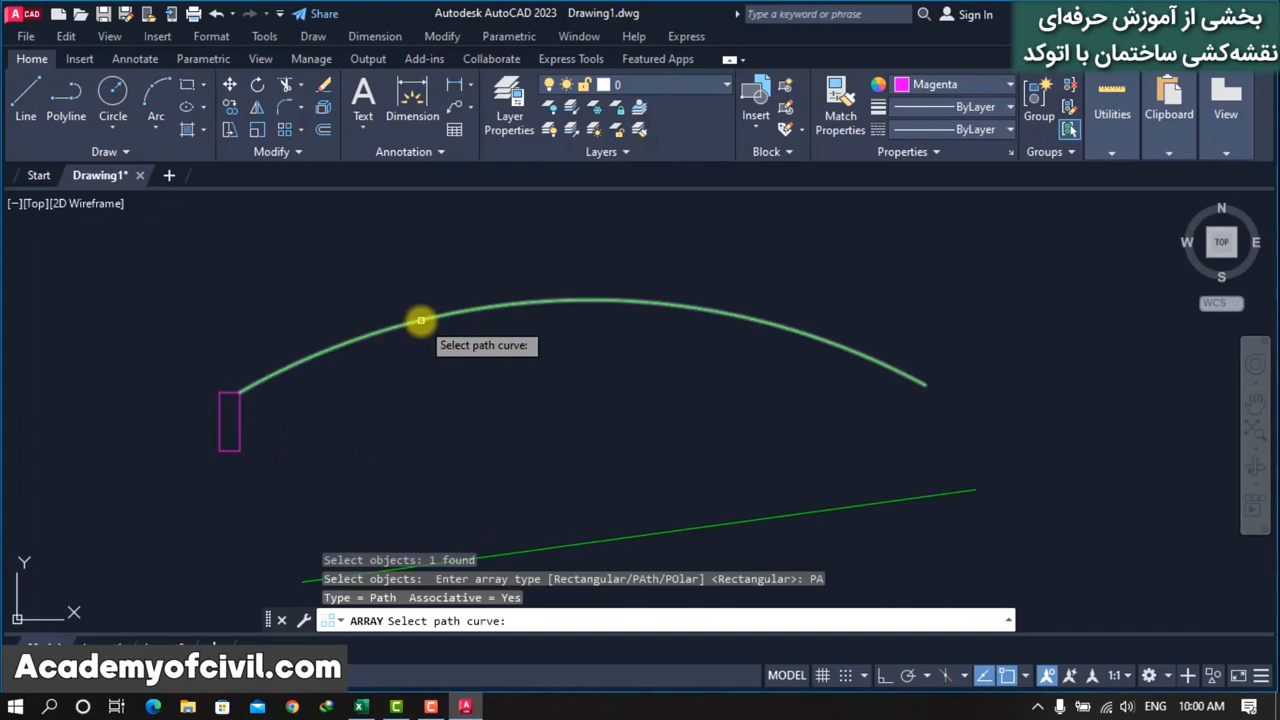 CAD
Share
Autodesk AutoCAD 2023 Drawing1.dwg
Type a keyword or phrase
Sign In
بخشی از آموزش حرفه‌ای
نقشه‌کشی ساختمان با اتوکد
File Edit View Insert Format Tools Draw Dimension Modify Parametric Window Help Express
Home Insert Annotate Parametric View Manage Output Add-ins Collaborate Express Tools Featured Apps
0
Magenta
ByLayer
ByLayer
Line Polyline Circle Arc
Text Dimension
Layer
Properties
Insert
Match
Properties
Group
Utilities Clipboard View
Draw Modify Annotation Layers Block Properties Groups
Start Drawing1*
[−][Top][2D Wireframe]
N
W TOP E
S
WCS
Select path curve:
Select objects: 1 found
Select objects: Enter array type [Rectangular/PAth/POlar] <Rectangular>: PA
Type = Path Associative = Yes
Y
X
ARRAY Select path curve:
Academyofcivil.com
MODEL
1:1
ENG 10:00 AM